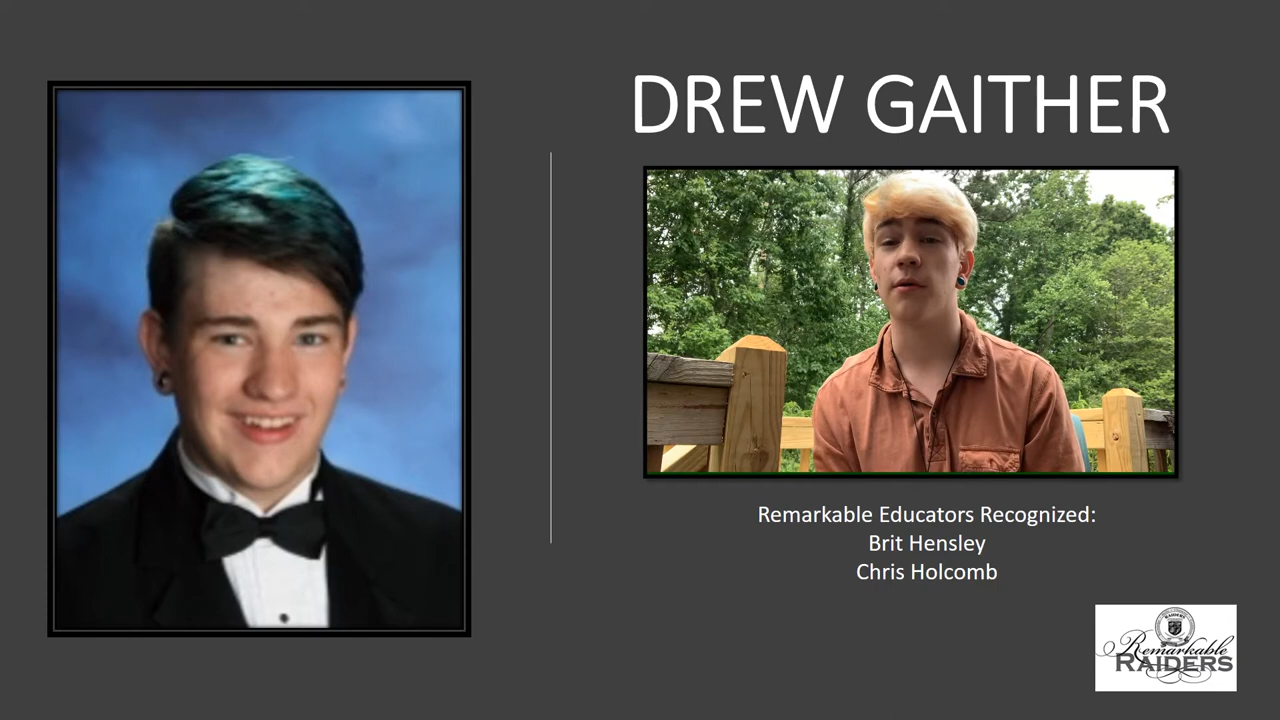 DREW GAITHER
Remarkable Educators Recognized:
Brit Hensley
Chris Holcomb
Remarkable
RAIDERS